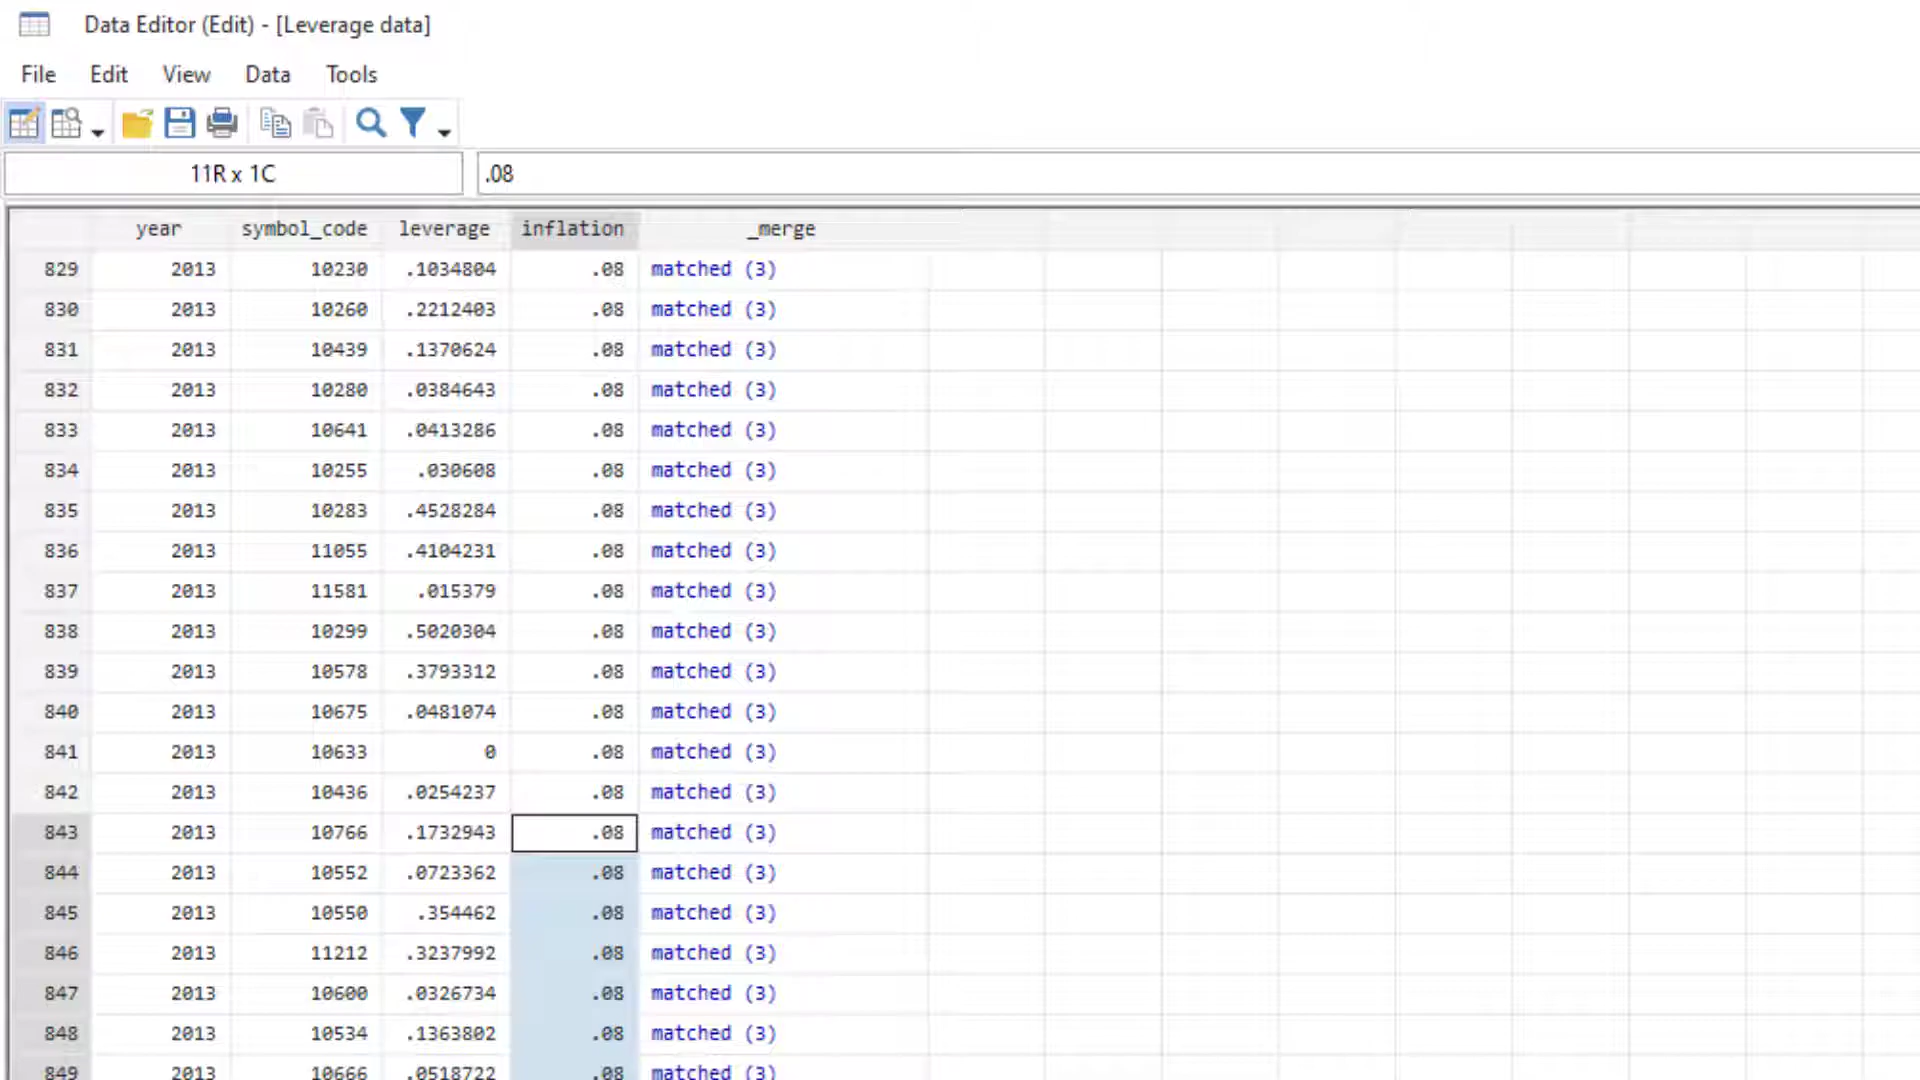 Data Editor (Edit) - [Leverage data]
File Edit View Data Tools
11R x 1C .08
year symbol_code leverage inflation _merge
829 2013 10230 .1034804 .08 matched (3)
830 2013 10260 .2212403 .08 matched (3)
831 2013 10439 .1370624 .08 matched (3)
832 2013 10280 .0384643 .08 matched (3)
833 2013 10641 .0413286 .08 matched (3)
834 2013 10255 .030608 .08 matched (3)
835 2013 10283 .4528284 .08 matched (3)
836 2013 11055 .4104231 .08 matched (3)
837 2013 11581 .015379 .08 matched (3)
838 2013 10299 .5020304 .08 matched (3)
839 2013 10578 .3793312 .08 matched (3)
840 2013 10675 .0481074 .08 matched (3)
841 2013 10633 0 .08 matched (3)
842 2013 10436 .0254237 .08 matched (3)
843 2013 10766 .1732943 .08 matched (3)
844 2013 10552 .0723362 .08 matched (3)
845 2013 10550 .354462 .08 matched (3)
846 2013 11212 .3237992 .08 matched (3)
847 2013 10600 .0326734 .08 matched (3)
848 2013 10534 .1363802 .08 matched (3)
849 2013 10666 .0518722 .08 matched (3)